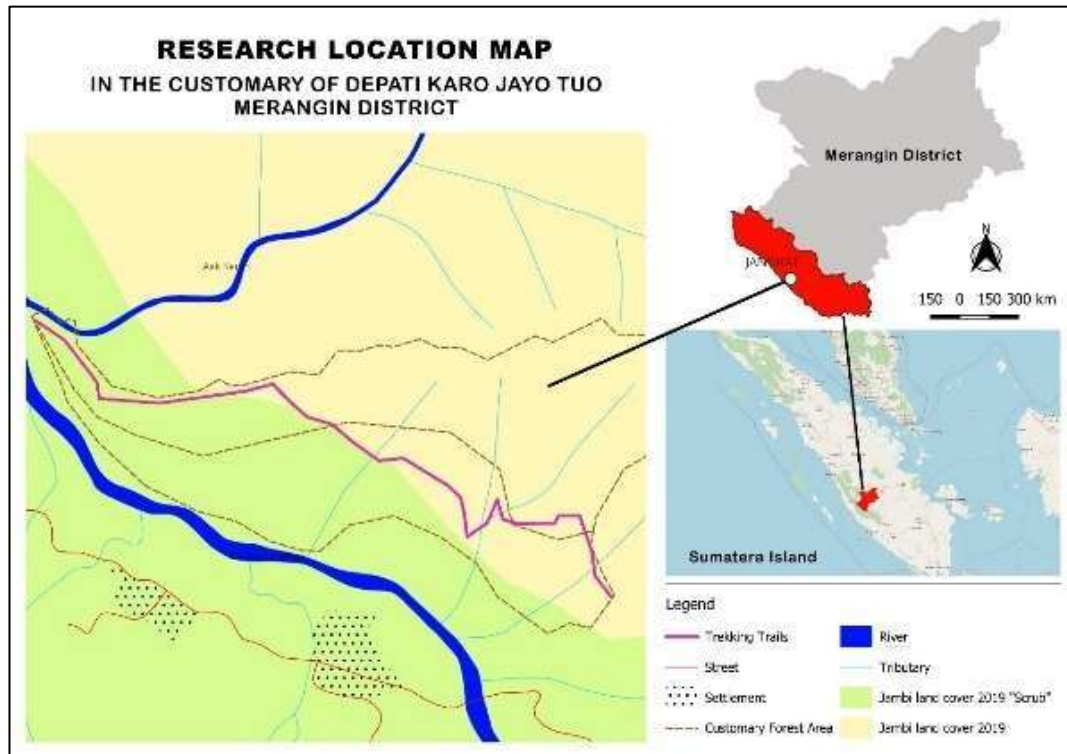 RESEARCH LOCATION MAP
IN THE CUSTOMARY OF DEPATI KARO JAYO TUO
MERANGIN DISTRICT
Merangin District
N
150 0 150 300 km
Sumatera Island
Legend
Trekking Trails
Street
Settlement
Customary Forest Area
River
Tributary
Jambi land cover 2019 "Scrub"
Jambi land cover 2019